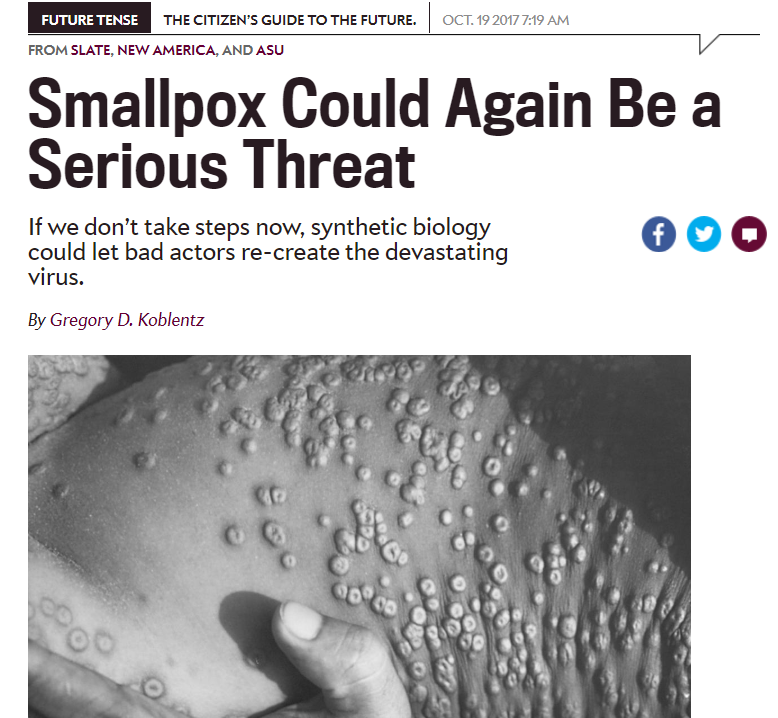 FUTURE TENSE THE CITIZEN'S GUIDE TO THE FUTURE. OCT. 19 2017 7:19 AM
FROM SLATE, NEW AMERICA, AND ASU
Smallpox Could Again Be a
Serious Threat
If we don’t take steps now, synthetic biology
could let bad actors re-create the devastating
virus.
By Gregory D. Koblentz